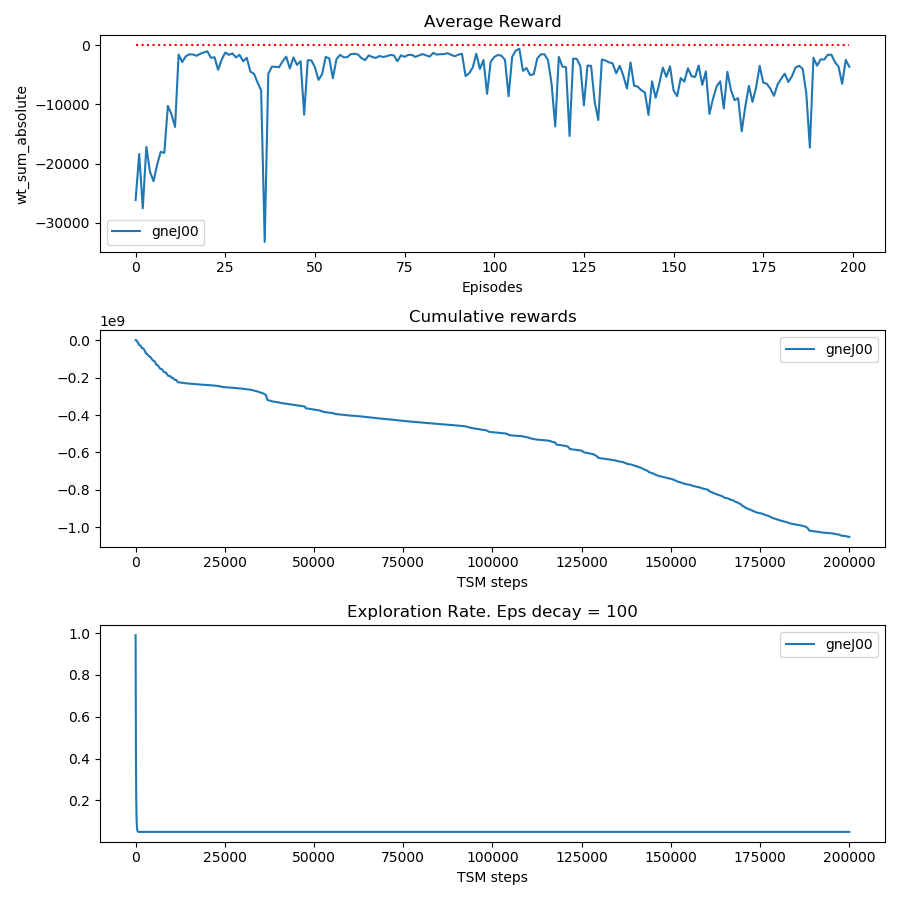 Average Reward
wt_sum_absolute
0
−10000
−20000
−30000
gneJ00
0 25 50 75 100 125 150 175 200
Episodes
Cumulative rewards
1e9
0.0
−0.2
−0.4
−0.6
−0.8
−1.0
gneJ00
0 25000 50000 75000 100000 125000 150000 175000 200000
TSM steps
Exploration Rate. Eps decay = 100
1.0
0.8
0.6
0.4
0.2
gneJ00
0 25000 50000 75000 100000 125000 150000 175000 200000
TSM steps